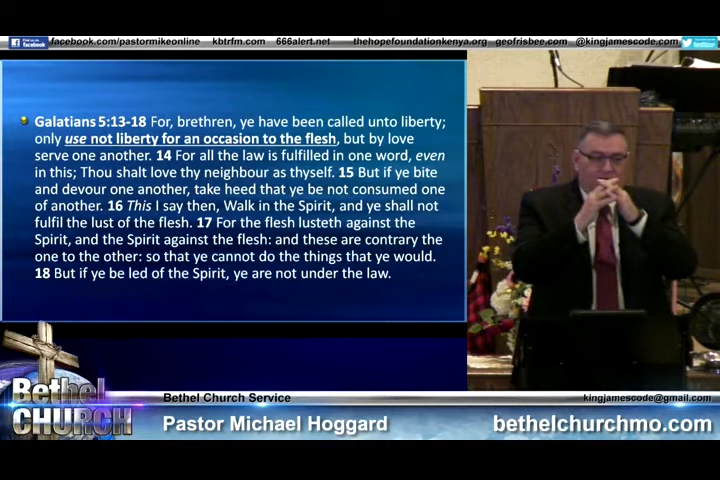 Find us on facebook facebook.com/pastormikeonline kbtrfm.com 666alert.net thehopefoundationkenya.org geofrisbee.com @kingjamescode.com twitter
Galatians 5:13-18 For, brethren, ye have been called unto liberty;
only use not liberty for an occasion to the flesh, but by love
serve one another. 14 For all the law is fulfilled in one word, even
in this; Thou shalt love thy neighbour as thyself. 15 But if ye bite
and devour one another, take heed that ye be not consumed one
of another. 16 This I say then, Walk in the Spirit, and ye shall not
fulfil the lust of the flesh. 17 For the flesh lusteth against the
Spirit, and the Spirit against the flesh: and these are contrary the
one to the other: so that ye cannot do the things that ye would.
18 But if ye be led of the Spirit, ye are not under the law.
Bethel
CHURCH
Bethel Church Service kingjamescode@gmail.com
Pastor Michael Hoggard bethelchurchmo.com